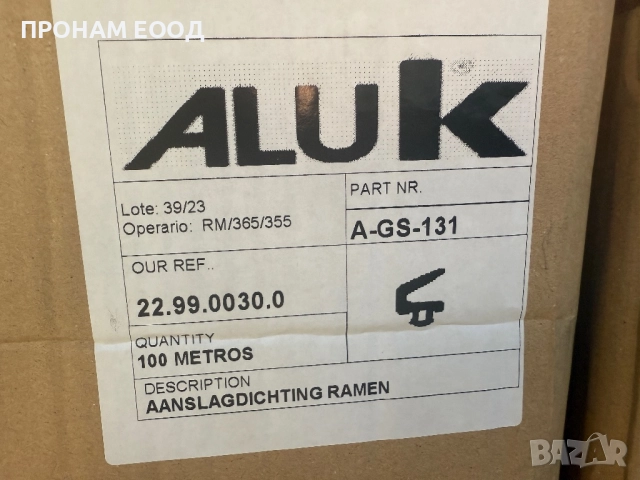 ПРОНАМ ЕООД
ALUK®
Lote: 39/23
Operario: RM/365/355
PART NR.
A-GS-131
OUR REF..
22.99.0030.0
QUANTITY
100 METROS
DESCRIPTION
AANSLAGDICHTING RAMEN
BAZAR